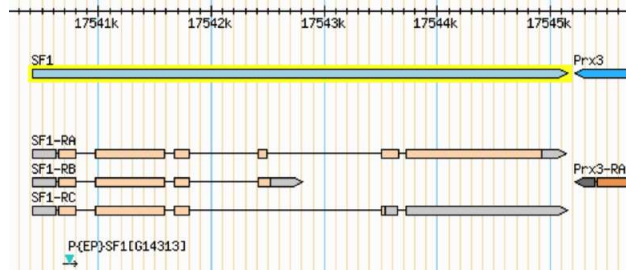 17541k 17542k 17543k 17544k 17545k
SF1 Prx3
SF1-RA
SF1-RB Prx3-RA
SF1-RC
P{EP}SF1[G14313]